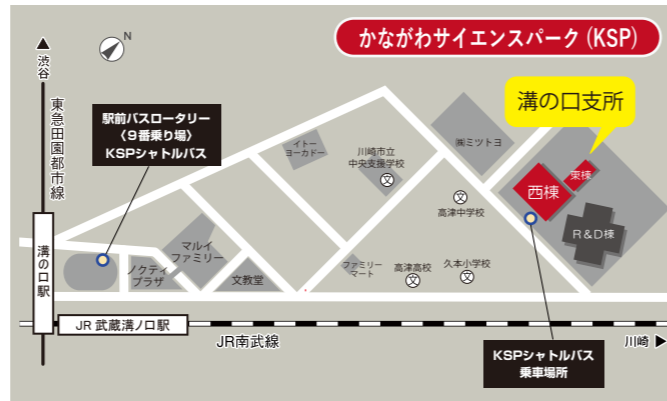 かながわサイエンスパーク (KSP)
N
渋谷
東急田園都市線
駅前バスロータリー
〈9番乗り場〉
KSPシャトルバス
溝の口支所
イトー
ヨーカドー
川崎市立
中央支援学校
文
㈱ミツトヨ
西棟
東棟
文
高津中学校
R&D棟
マルイ
ファミリー
ノクティ
プラザ
文教堂
ファミリー
マート
高津高校
文
久本小学校
文
溝の口駅
JR 武蔵溝ノ口駅
JR南武線
川崎
KSPシャトルバス
乗車場所